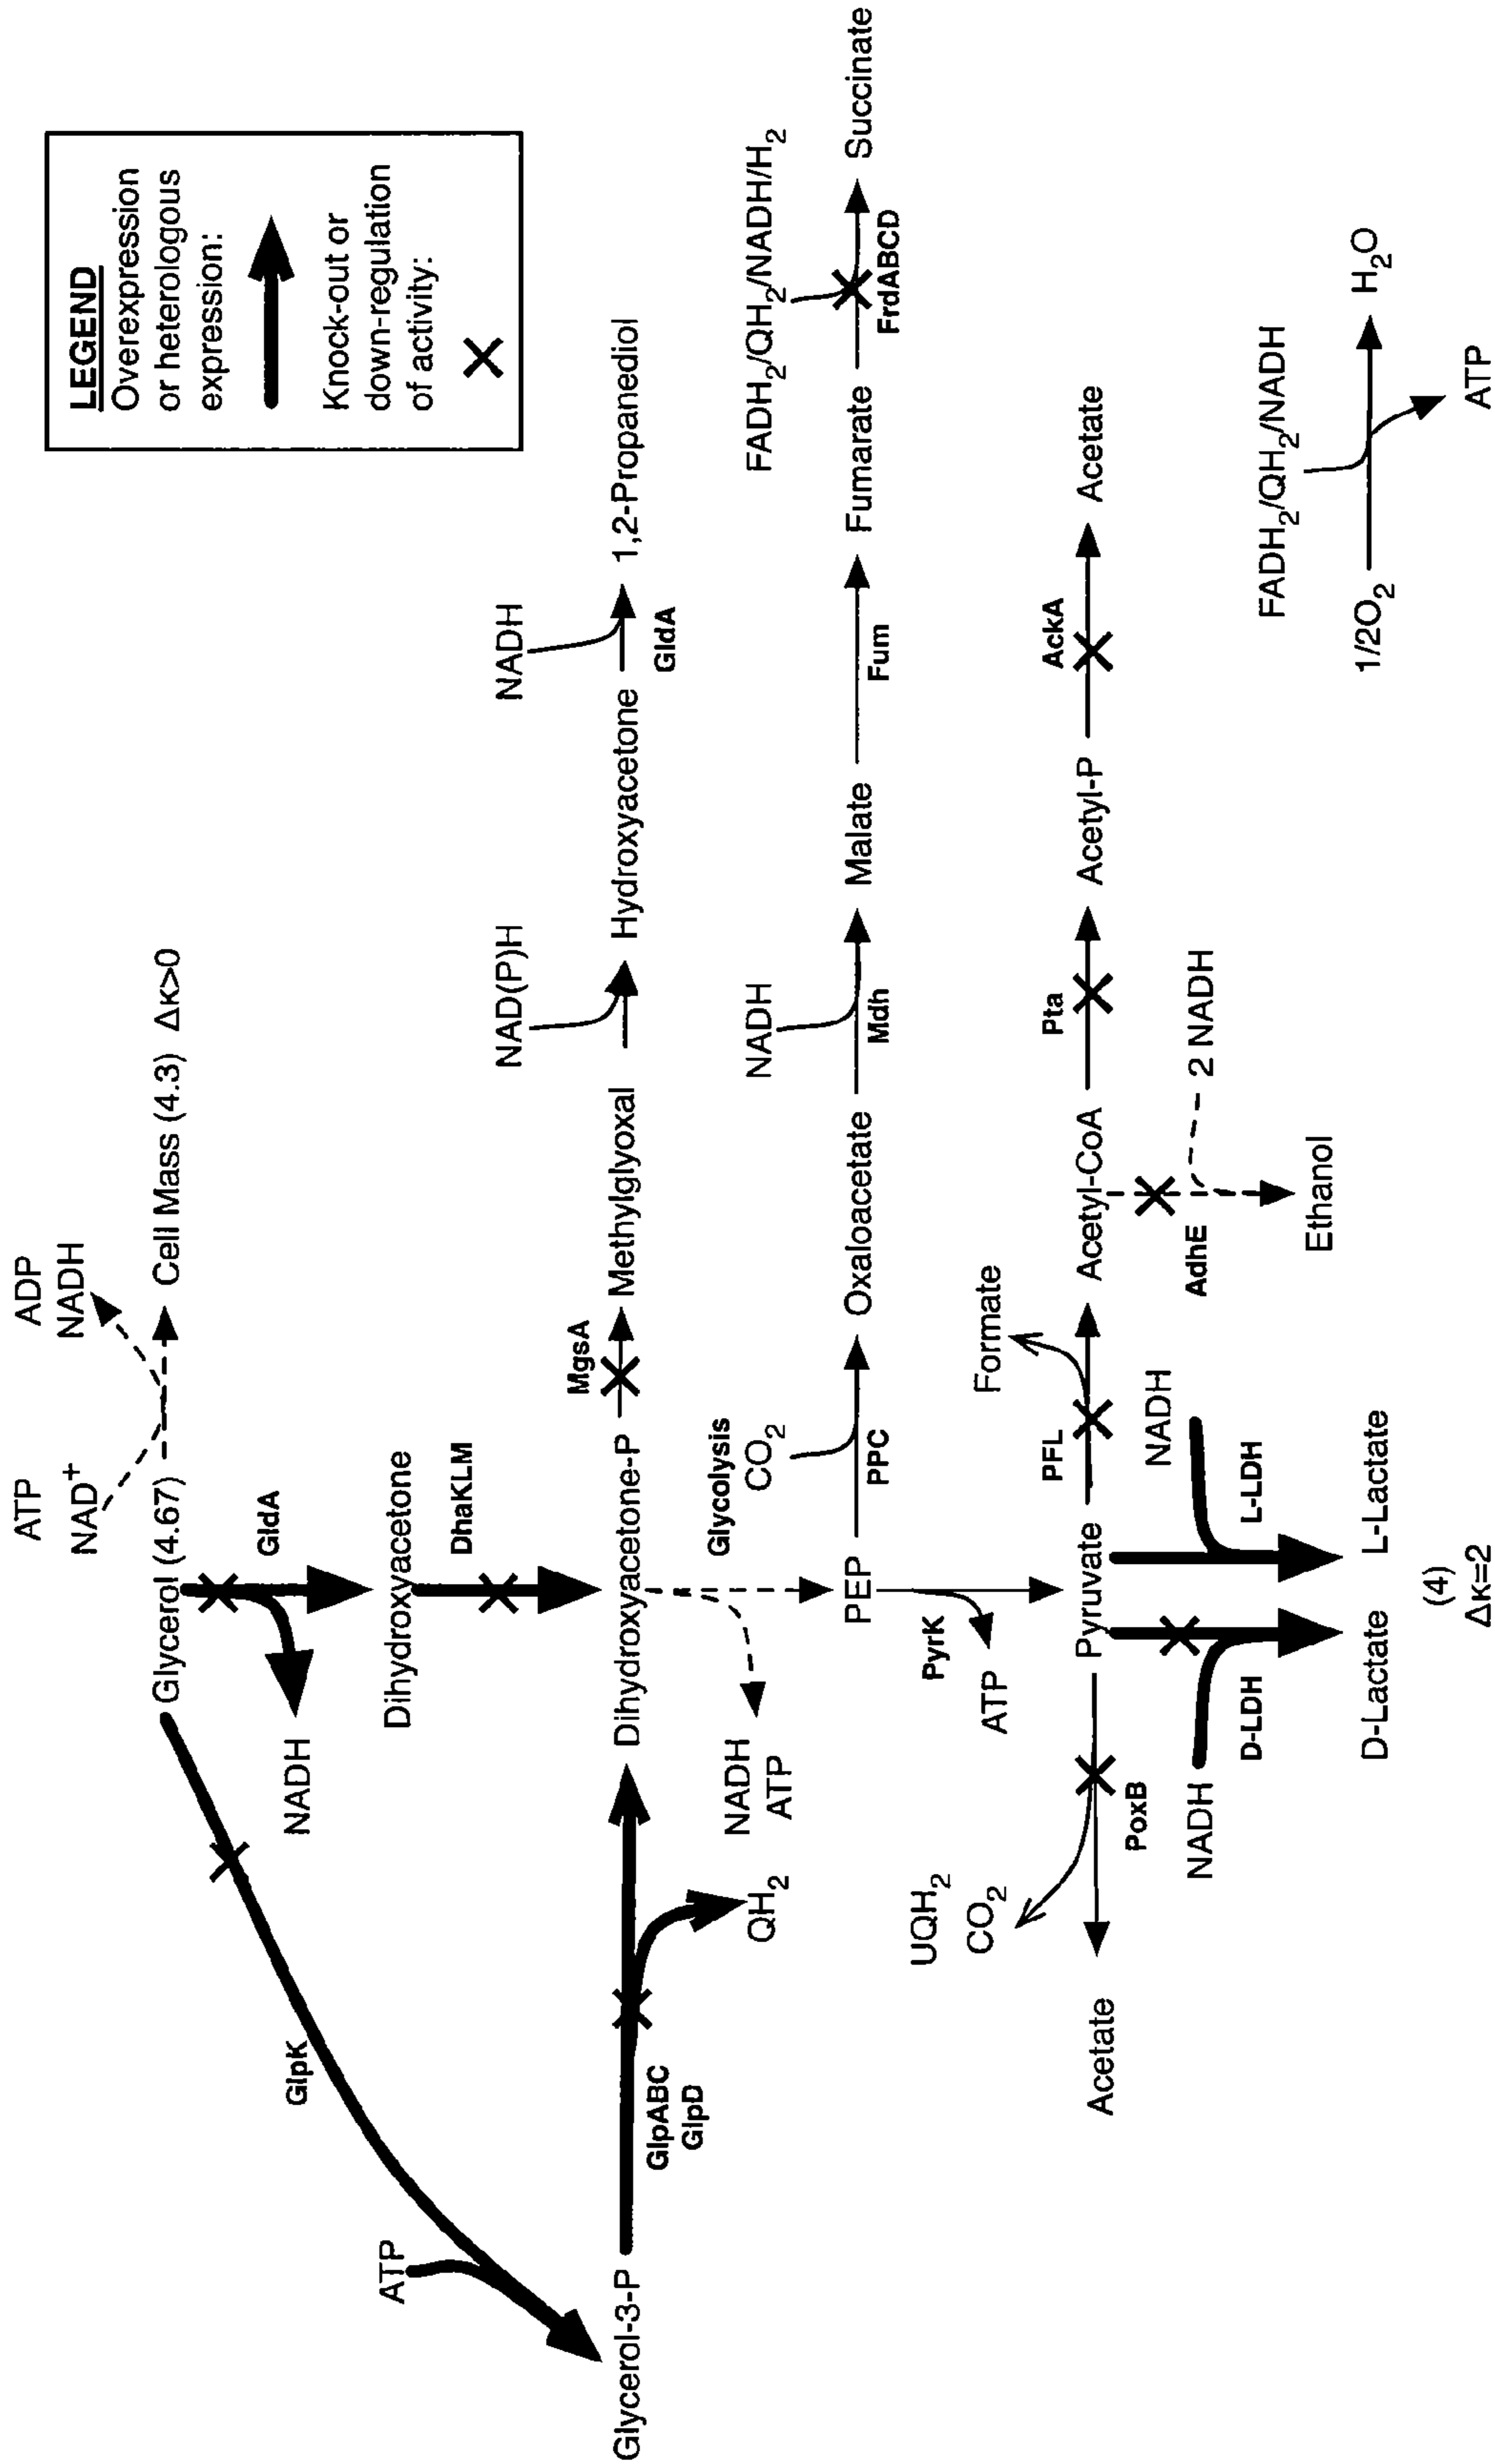 LEGEND
Overexpression
or heterologous
expression:
Knock-out or
down-regulation
of activity:
ATP
NAD+
ADP
NADH
Glycerol (4.67)
Cell Mass (4.3) Δκ>0
GldA
NADH
GlpK
ATP
Dihydroxyacetone
DhaKLM
Glycerol-3-P
GlpABC
GlpD
QH2
Dihydroxyacetone-P
MgsA
Methylglyoxal
NAD(P)H
Hydroxyacetone
NADH
GldA
1,2-Propanediol
Glycolysis
NADH
ATP
PEP
CO2
PPC
Oxaloacetate
NADH
Mdh
Malate
Fum
Fumarate
FADH2/QH2/NADH/H2
FrdABCD
Succinate
PyrK
ATP
Pyruvate
PFL
Formate
Acetyl-CoA
Pta
Acetyl-P
AckA
Acetate
UQH2
CO2
PoxB
Acetate
NADH
D-LDH
D-Lactate
NADH
L-LDH
L-Lactate
(4)
Δκ=2
AdhE
2 NADH
Ethanol
FADH2/QH2/NADH
1/2O2
H2O
ATP